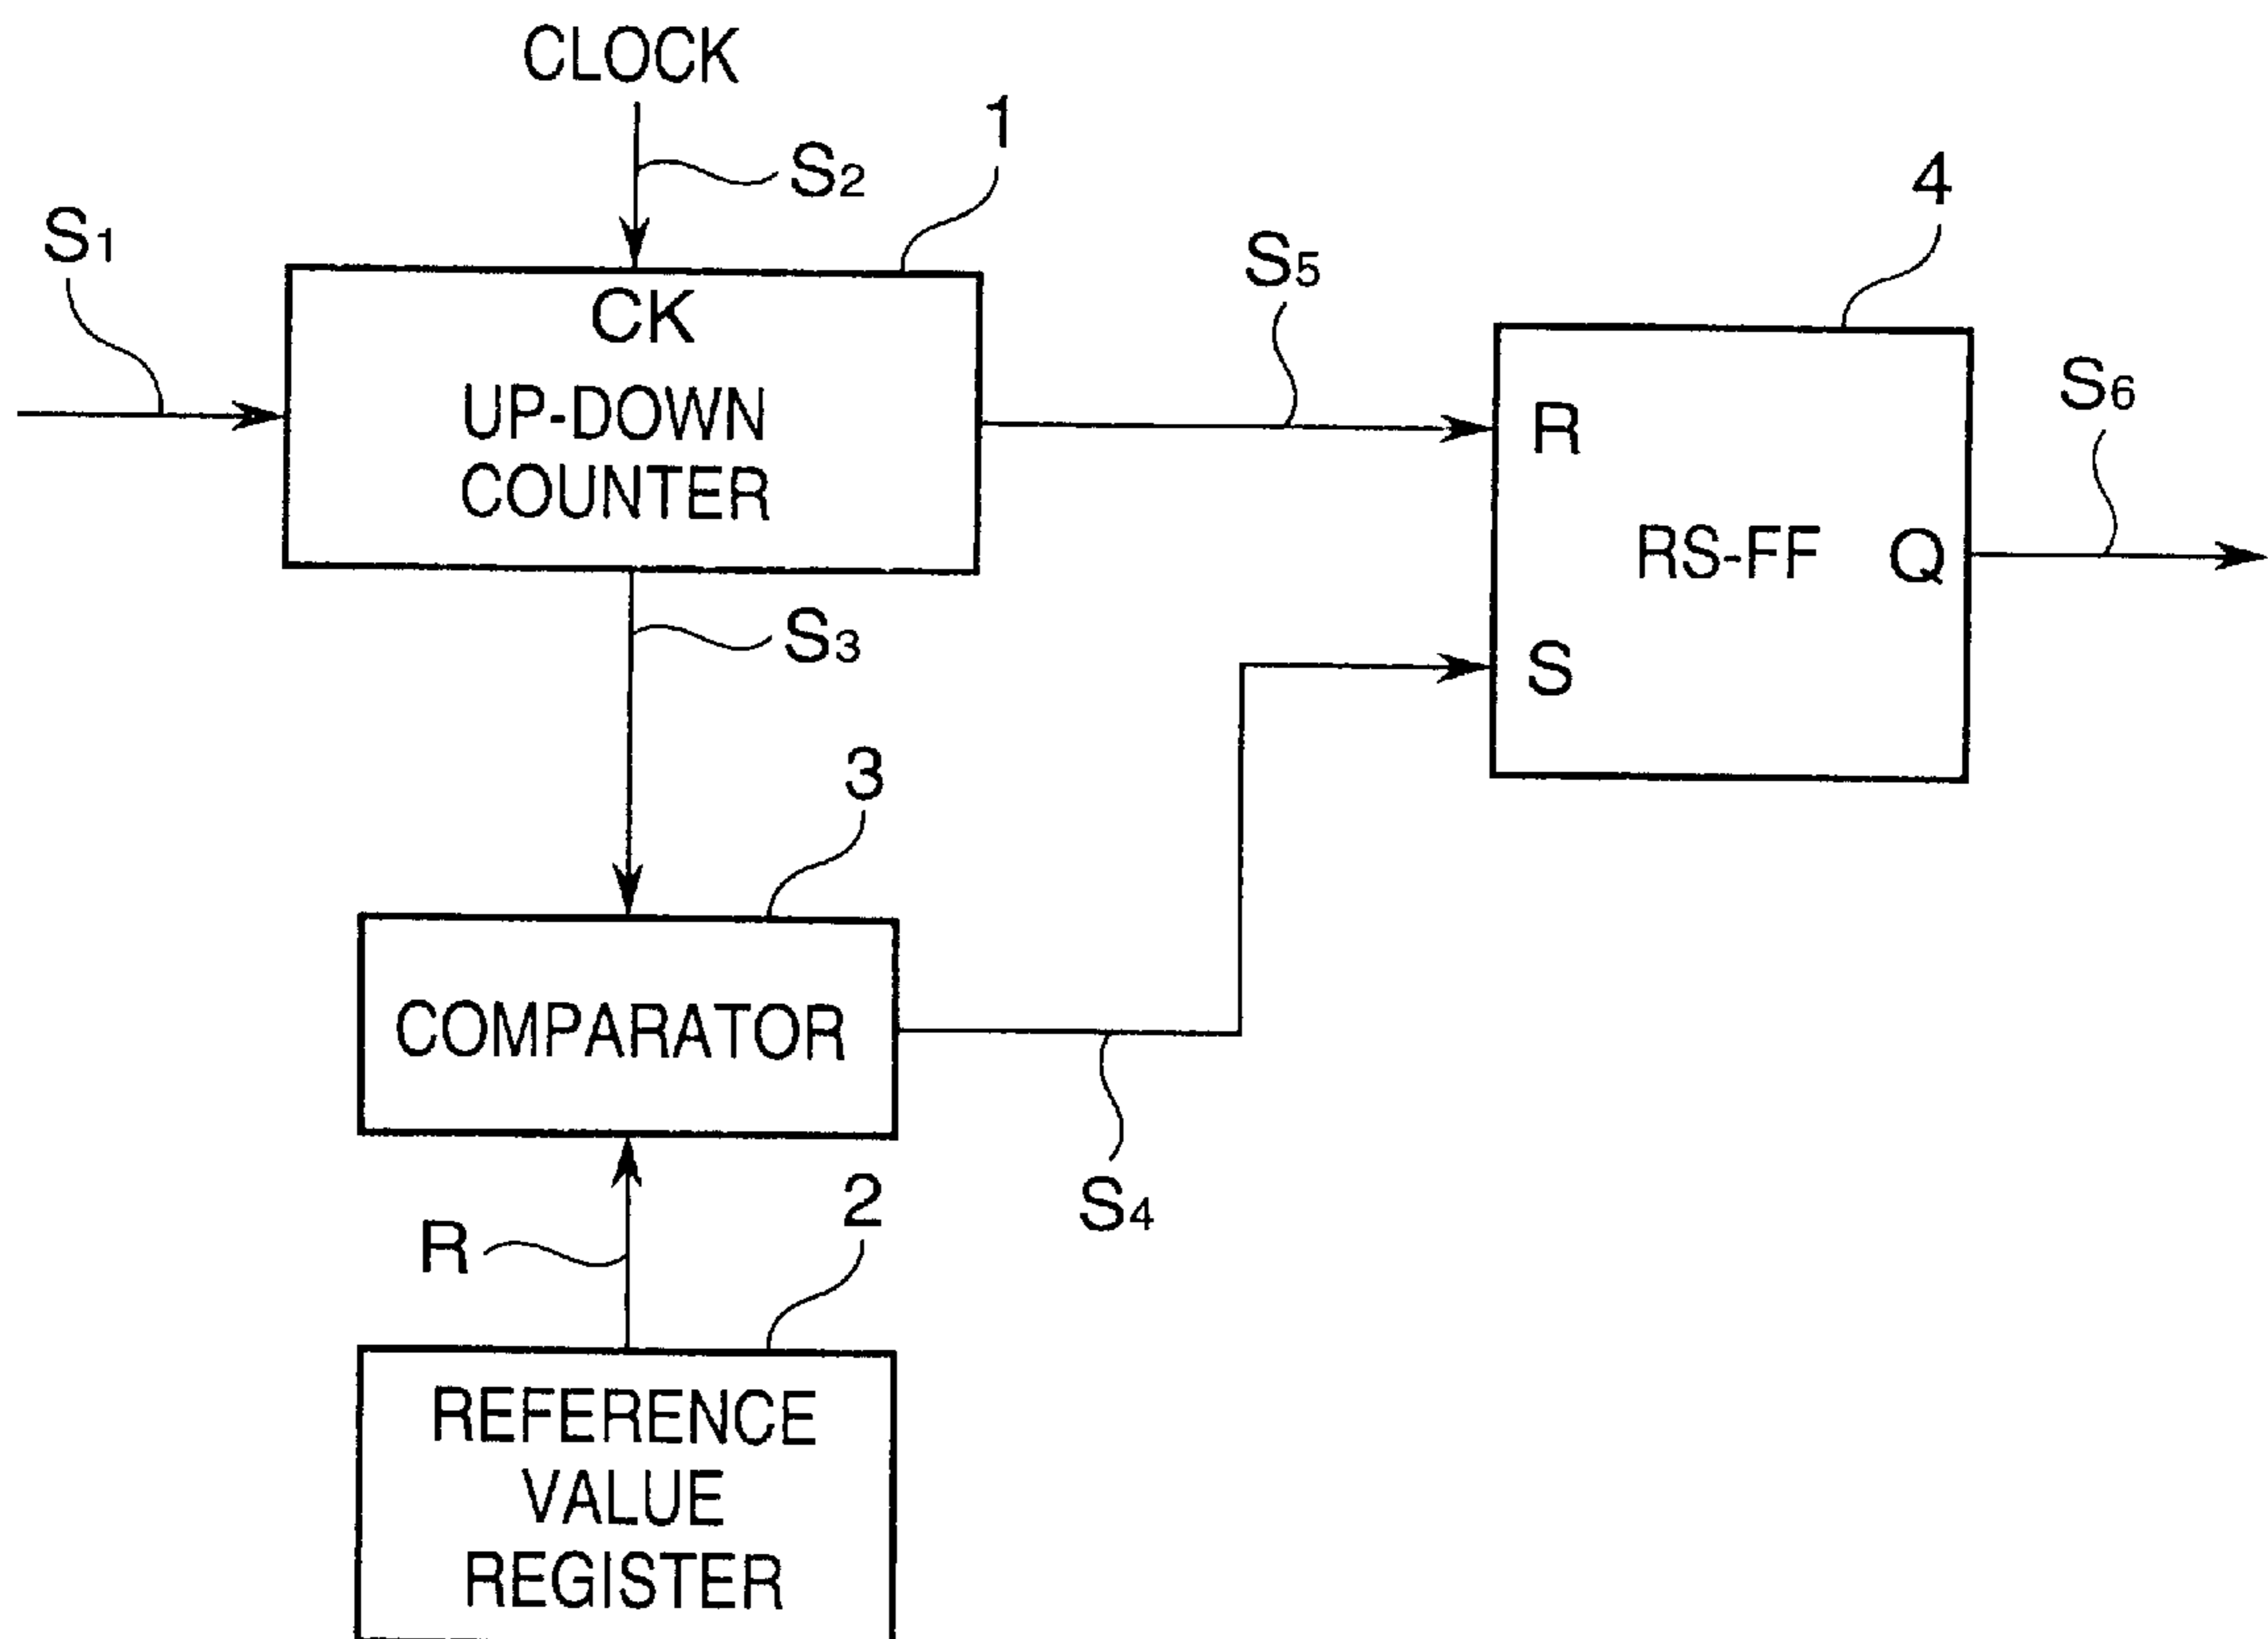 CLOCK
1
S2
4
S1
S5
CK
S6
UP-DOWN
COUNTER
R
RS-FF Q
S3
S
3
COMPARATOR
2
S4
R
REFERENCE
VALUE
REGISTER